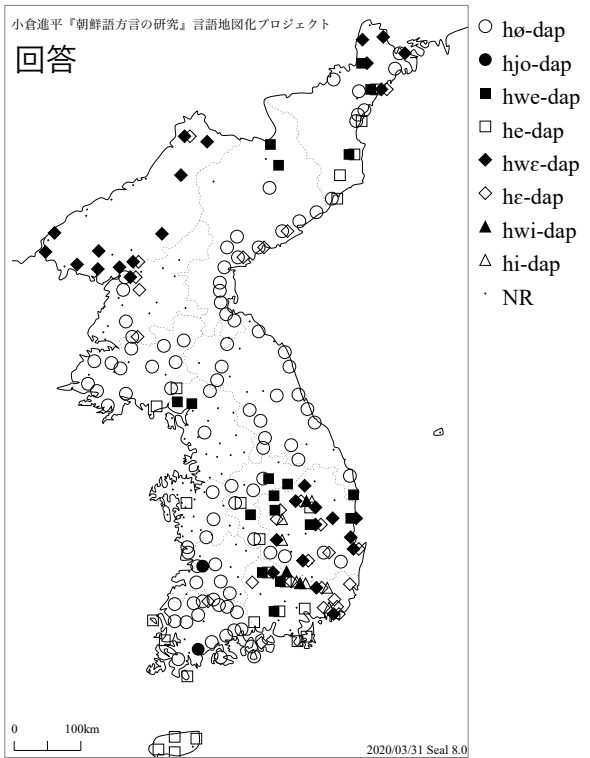 小倉進平『朝鮮語方言の研究』言語地図化プロジェクト
回答
hø-dap
hjo-dap
hwe-dap
he-dap
hwɛ-dap
hɛ-dap
hwi-dap
hi-dap
NR
0 100km
2020/03/31 Seal 8.0